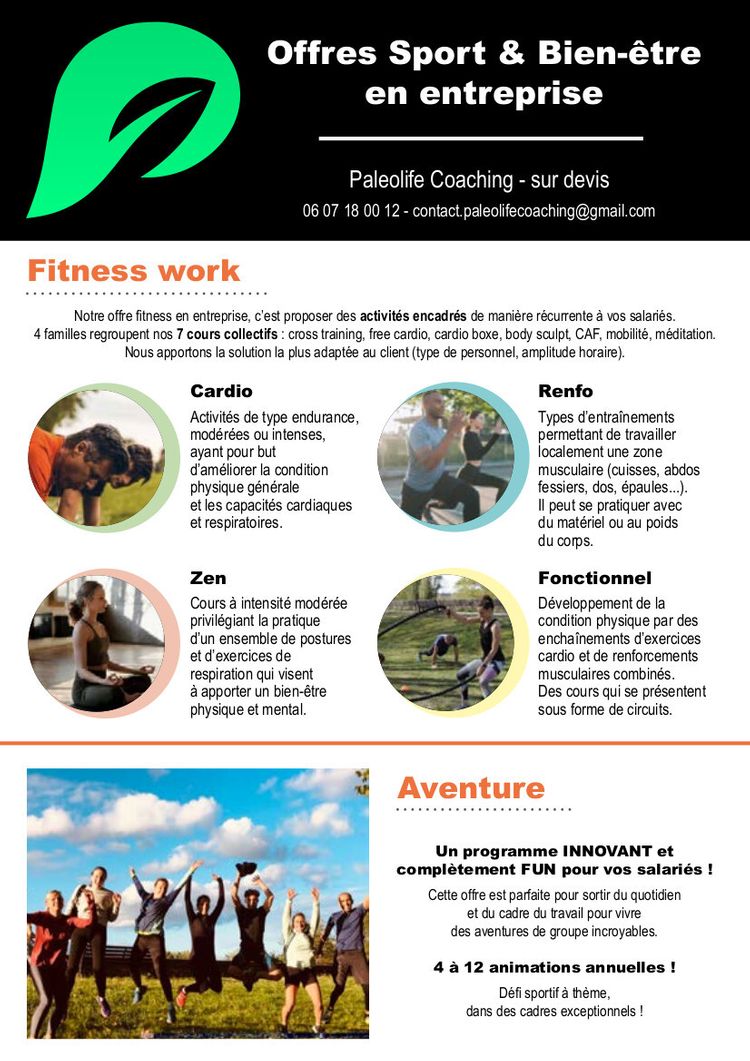 Offres Sport & Bien-être
en entreprise
Paleolife Coaching - sur devis
06 07 18 00 12 - contact.paleolifecoaching@gmail.com
Fitness work
Notre offre fitness en entreprise, c’est proposer des activités encadrés de manière récurrente à vos salariés.
4 familles regroupent nos 7 cours collectifs : cross training, free cardio, cardio boxe, body sculpt, CAF, mobilité, méditation.
Nous apportons la solution la plus adaptée au client (type de personnel, amplitude horaire).
Cardio
Activités de type endurance,
modérées ou intenses,
ayant pour but
d’améliorer la condition
physique générale
et les capacités cardiaques
et respiratoires.
Renfo
Types d’entraînements
permettant de travailler
localement une zone
musculaire (cuisses, abdos
fessiers, dos, épaules...).
Il peut se pratiquer avec
du matériel ou au poids
du corps.
Zen
Cours à intensité modérée
privilégiant la pratique
d’un ensemble de postures
et d’exercices de
respiration qui visent
à apporter un bien-être
physique et mental.
Fonctionnel
Développement de la
condition physique par des
enchaînements d’exercices
cardio et de renforcements
musculaires combinés.
Des cours qui se présentent
sous forme de circuits.
Aventure
Un programme INNOVANT et
complètement FUN pour vos salariés !
Cette offre est parfaite pour sortir du quotidien
et du cadre du travail pour vivre
des aventures de groupe incroyables.
4 à 12 animations annuelles !
Défi sportif à thème,
dans des cadres exceptionnels !